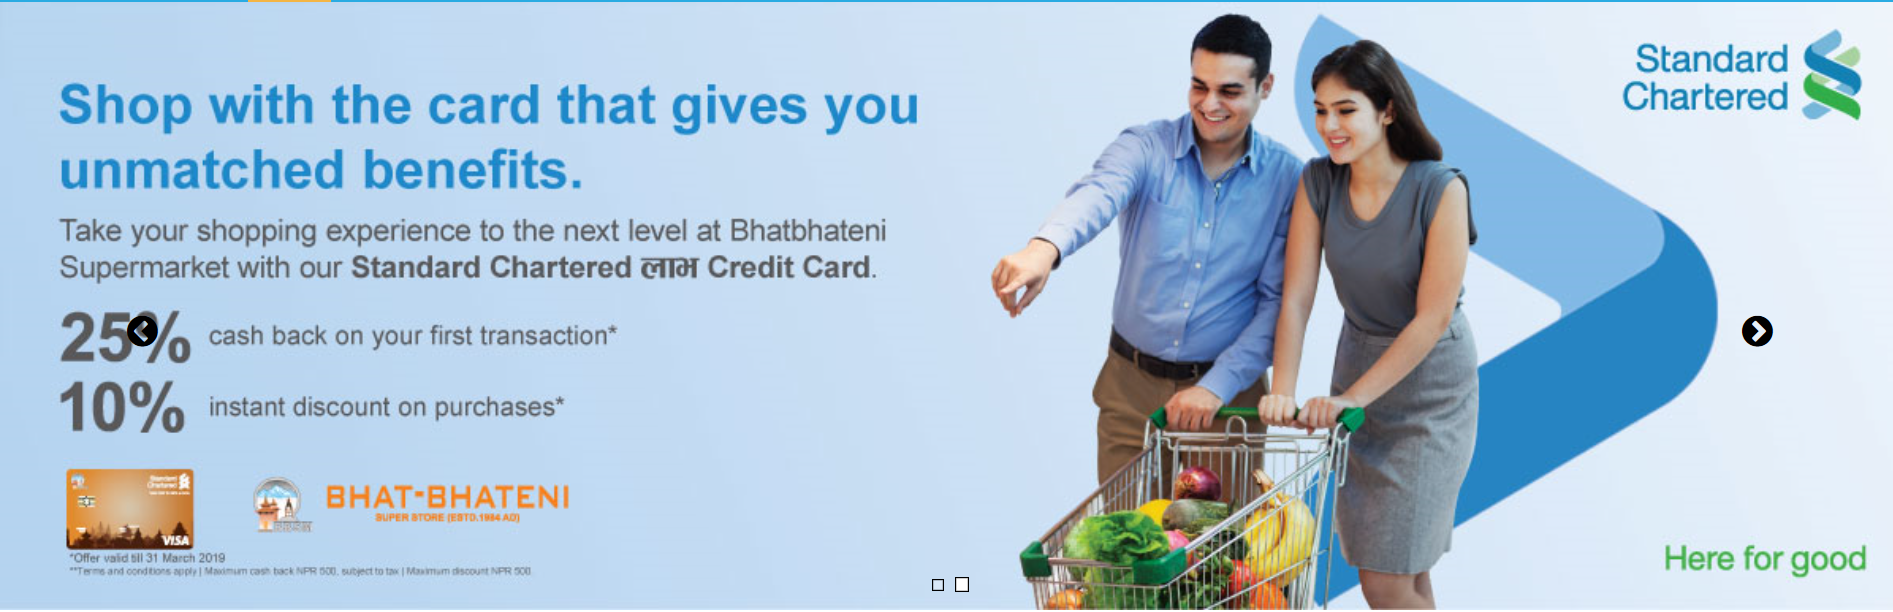 Shop with the card that gives you
unmatched benefits.
Take your shopping experience to the next level at Bhatbhateni
Supermarket with our Standard Chartered लाभ Credit Card.
25% cash back on your first transaction*
10% instant discount on purchases*
Standard
Chartered
VISA
BHAT-BHATENI
SUPER STORE (ESTD.1984 AD)
*Offer valid till 31 March 2019
**Terms and conditions apply | Maximum cash back NPR 500, subject to tax | Maximum discount NPR 500
Standard
Chartered
Here for good